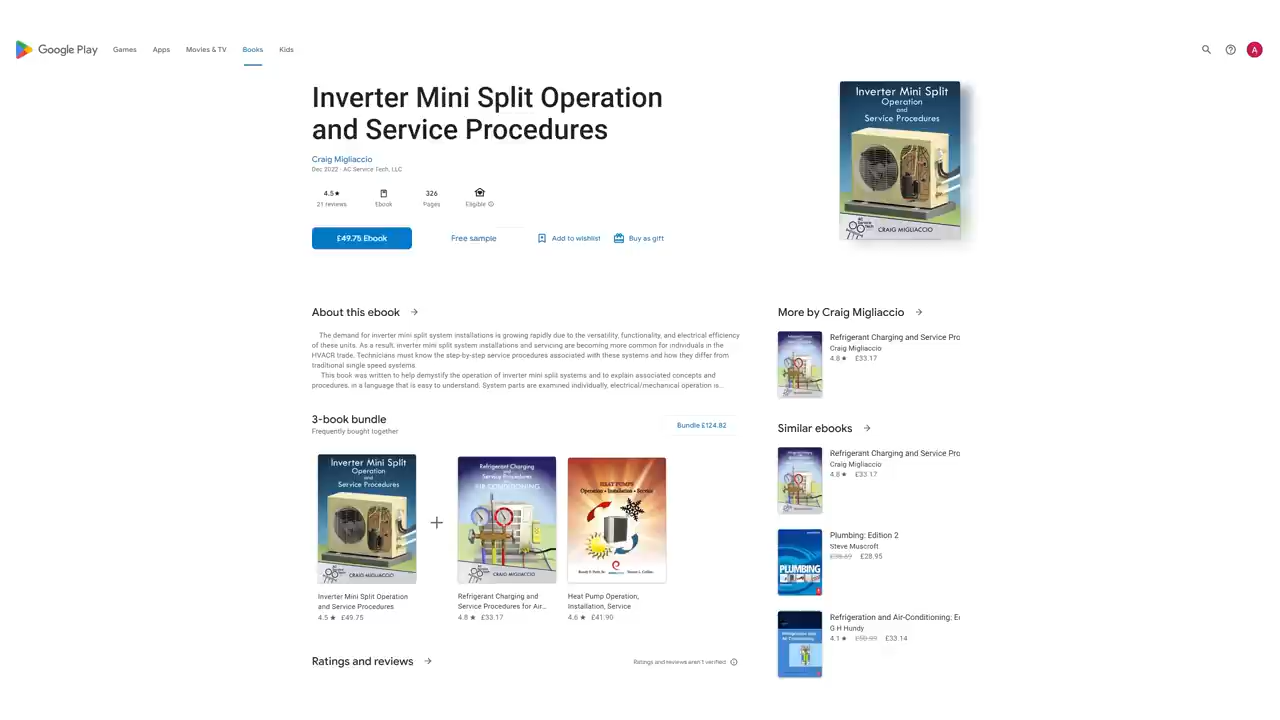 Google Play Games Apps Movies & TV Books Kids A
Inverter Mini Split Operation
and Service Procedures
Craig Migliaccio
Dec 2022 · AC Service Tech, LLC
4.5★ 326
21 reviews Ebook Pages Eligible
£49.75 Ebook Free sample Add to wishlist Buy as gift
Inverter Mini Split
Operation
and
Service Procedures
AC Service Tech
CRAIG MIGLIACCIO
About this ebook →
The demand for inverter mini split system installations is growing rapidly due to the versatility, functionality, and electrical efficiency
of these units. As a result, inverter mini split system installations and servicing are becoming more common for individuals in the
HVACR trade. Technicians must know the step-by-step service procedures associated with these systems and how they differ from
traditional single speed systems.
This book was written to help demystify the operation of inverter mini split systems and to explain associated concepts and
procedures, in a language that is easy to understand. System parts are examined individually, electrical/mechanical operation is...
3-book bundle
Frequently bought together
Bundle £124.82
Inverter Mini Split
Operation
and
Service Procedures
CRAIG MIGLIACCIO
+
Refrigerant Charging
and
Service Procedures
for
AIR CONDITIONING
CRAIG MIGLIACCIO
HEAT PUMPS
Operation • Installation • Service
Inverter Mini Split Operation
and Service Procedures
4.5 ★ £49.75
Refrigerant Charging and
Service Procedures for Air...
4.8 ★ £33.17
Heat Pump Operation,
Installation, Service
4.6 ★ £41.90
Ratings and reviews →
Ratings and reviews aren't verified
More by Craig Migliaccio →
Refrigerant Charging and Service Pro
Craig Migliaccio
4.8 ★ £33.17
Similar ebooks →
Refrigerant Charging and Service Pro
Craig Migliaccio
4.8 ★ £33.17
PLUMBING
Plumbing: Edition 2
Steve Muscroft
£28.95
Refrigeration and Air-Conditioning: E
G H Hundy
4.1 ★ £33.14